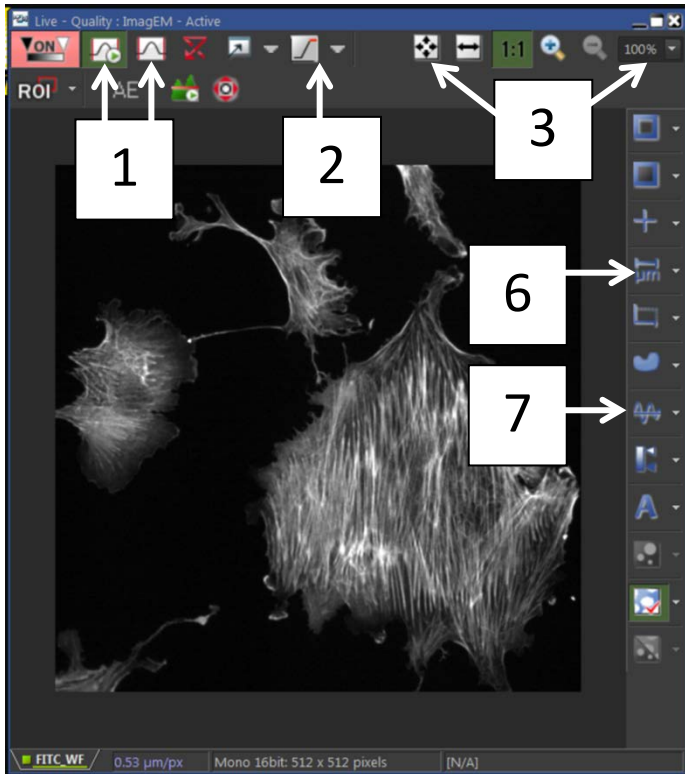 Live - Quality : ImagEM - Active
ON 1:1 100%
ROI AE
1
2
3
µm
6
7
A
FITC_WF 0.53 µm/px Mono 16bit: 512 x 512 pixels [N/A]